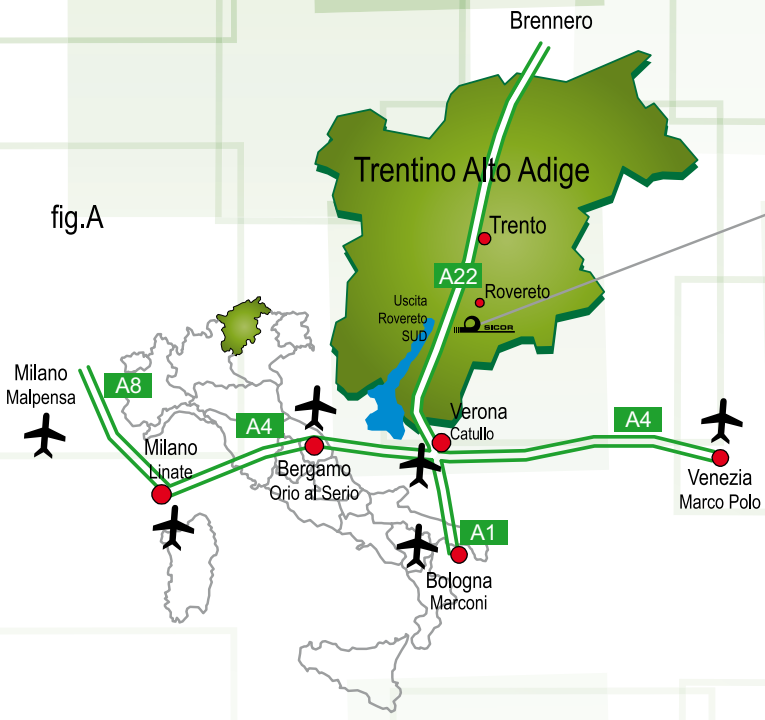 Brennero
Trentino Alto Adige
fig.A
Trento
A22
Rovereto
Uscita
Rovereto
SUD
SICOR
Milano
Malpensa
A8
A4
Milano
Linate
Bergamo
Orio al Serio
Verona
Catullo
A4
Venezia
Marco Polo
A1
Bologna
Marconi